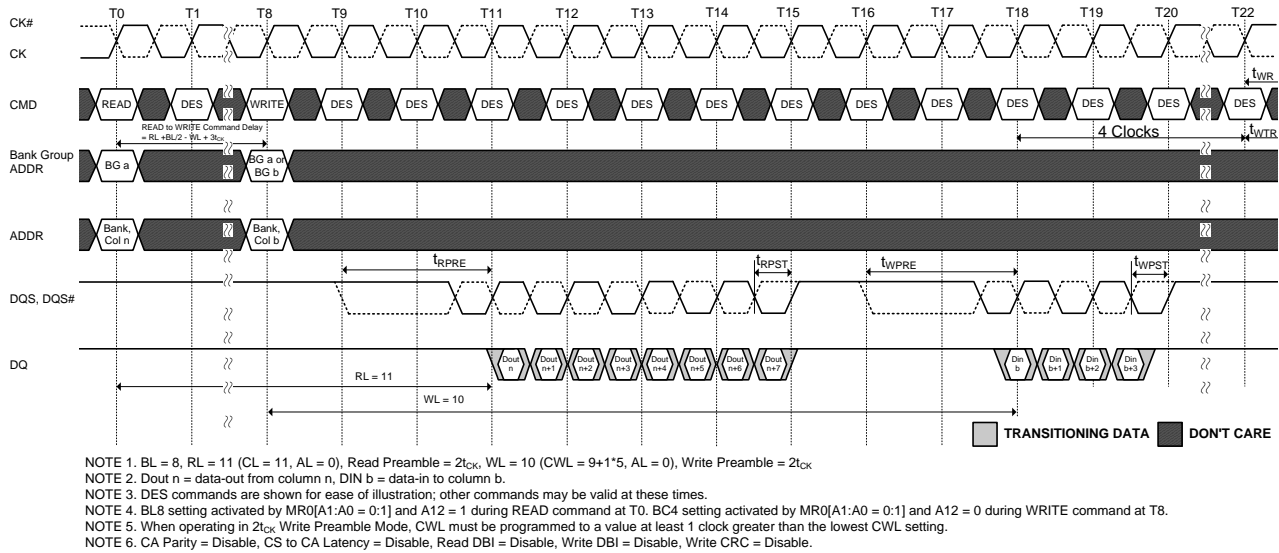 T0 T1 T8 T9 T10 T11 T12 T13 T14 T15 T16 T17 T18 T19 T20 T22
CK#
CK
tWR
CMD READ DES WRITE DES DES DES DES DES DES DES DES DES DES DES DES DES
READ to WRITE Command Delay
= RL +BL/2 - WL + 3tCK
4 Clocks
tWTR
Bank Group
ADDR
BG a
BG a or
BG b
ADDR
Bank,
Col n
Bank,
Col b
tRPRE tRPST tWPRE tWPST
DQS, DQS#
DQ
Dout
n
Dout
n+1
Dout
n+2
Dout
n+3
Dout
n+4
Dout
n+5
Dout
n+6
Dout
n+7
Din
b
Din
b+1
Din
b+2
Din
b+3
RL = 11
WL = 10
TRANSITIONING DATA DON'T CARE
NOTE 1. BL = 8, RL = 11 (CL = 11, AL = 0), Read Preamble = 2tCK, WL = 10 (CWL = 9+1*5, AL = 0), Write Preamble = 2tCK
NOTE 2. Dout n = data-out from column n, DIN b = data-in to column b.
NOTE 3. DES commands are shown for ease of illustration; other commands may be valid at these times.
NOTE 4. BL8 setting activated by MR0[A1:A0 = 0:1] and A12 = 1 during READ command at T0. BC4 setting activated by MR0[A1:A0 = 0:1] and A12 = 0 during WRITE command at T8.
NOTE 5. When operating in 2tCK Write Preamble Mode, CWL must be programmed to a value at least 1 clock greater than the lowest CWL setting.
NOTE 6. CA Parity = Disable, CS to CA Latency = Disable, Read DBI = Disable, Write DBI = Disable, Write CRC = Disable.